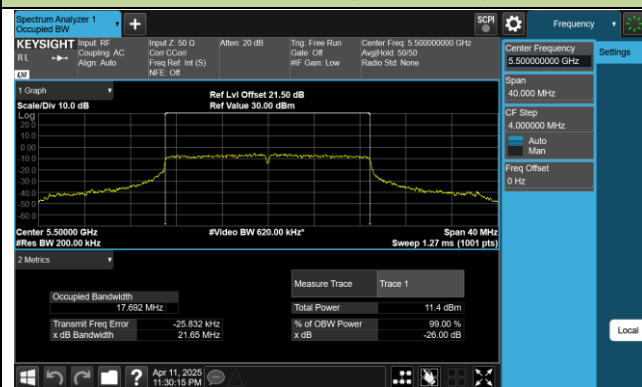 Spectrum Analyzer 1
Occupied BW
SCPI
Frequency
KEYSIGHT
RL
Input: RF
Coupling: AC
Align: Auto
Input Z: 50 Ω
Corr CCorr
Freq Ref: Int (S)
NFE: Off
Atten: 20 dB
Trig: Free Run
Gate: Off
#IF Gain: Low
Center Freq: 5.500000000 GHz
Avg|Hold: 50/50
Radio Std: None
Center Frequency
5.500000000 GHz
Settings
Span
40.000 MHz
CF Step
4.000000 MHz
Auto
Man
Freq Offset
0 Hz
Local
1 Graph
Scale/Div 10.0 dB
Ref Lvl Offset 21.50 dB
Ref Value 30.00 dBm
Log
20.0
10.0
0.00
-10.0
-20.0
-30.0
-40.0
-50.0
-60.0
Center 5.50000 GHz
#Res BW 200.00 kHz
#Video BW 620.00 kHz*
Span 40 MHz
Sweep 1.27 ms (1001 pts)
2 Metrics
Measure Trace
Trace 1
Occupied Bandwidth
17.692 MHz
Total Power
11.4 dBm
Transmit Freq Error
-25.832 kHz
% of OBW Power
99.00 %
x dB Bandwidth
21.65 MHz
x dB
-26.00 dB
Apr 11, 2025
11:30:15 PM